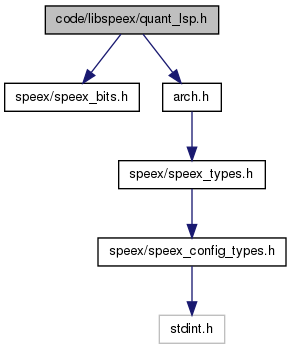 code/libspeex/quant_lsp.h
speex/speex_bits.h
arch.h
speex/speex_types.h
speex/speex_config_types.h
stdint.h